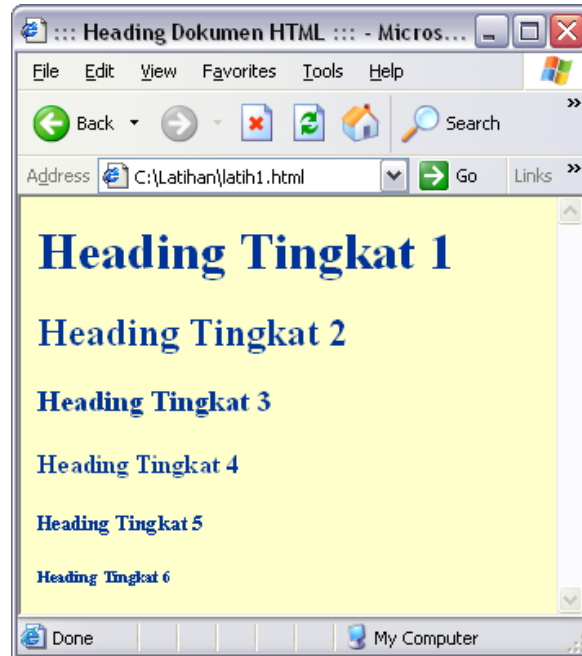 ::: Heading Dokumen HTML ::: - Micros...
File Edit View Favorites Tools Help
Back Search »
Address C:\Latihan\latih1.html Go Links »
Heading Tingkat 1
Heading Tingkat 2
Heading Tingkat 3
Heading Tingkat 4
Heading Tingkat 5
Heading Tingkat 6
Done My Computer